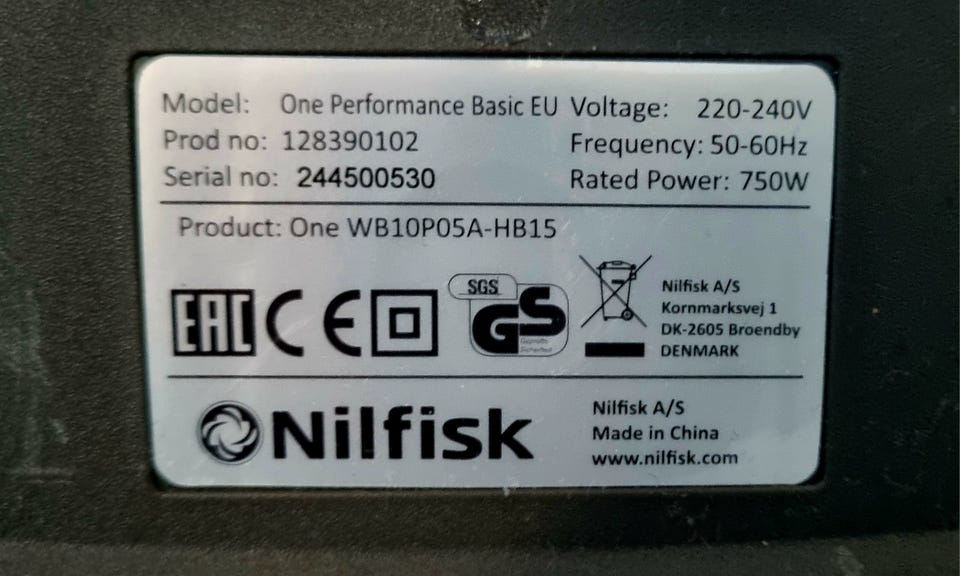 Model: One Performance Basic EU Voltage: 220-240V
Prod no: 128390102 Frequency: 50-60Hz
Serial no: 244500530 Rated Power: 750W
Product: One WB10P05A-HB15
EAC CE
SGS
GS
Geprüfte
Sicherheit
Nilfisk A/S
Kornmarksvej 1
DK-2605 Broendby
DENMARK
Nilfisk
Nilfisk A/S
Made in China
www.nilfisk.com